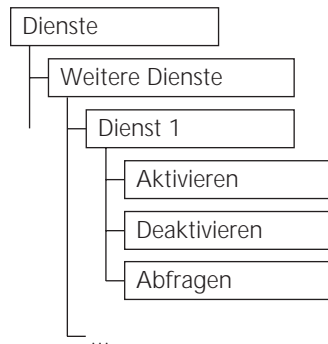 Dienste
Weitere Dienste
Dienst 1
Aktivieren
Deaktivieren
Abfragen
...